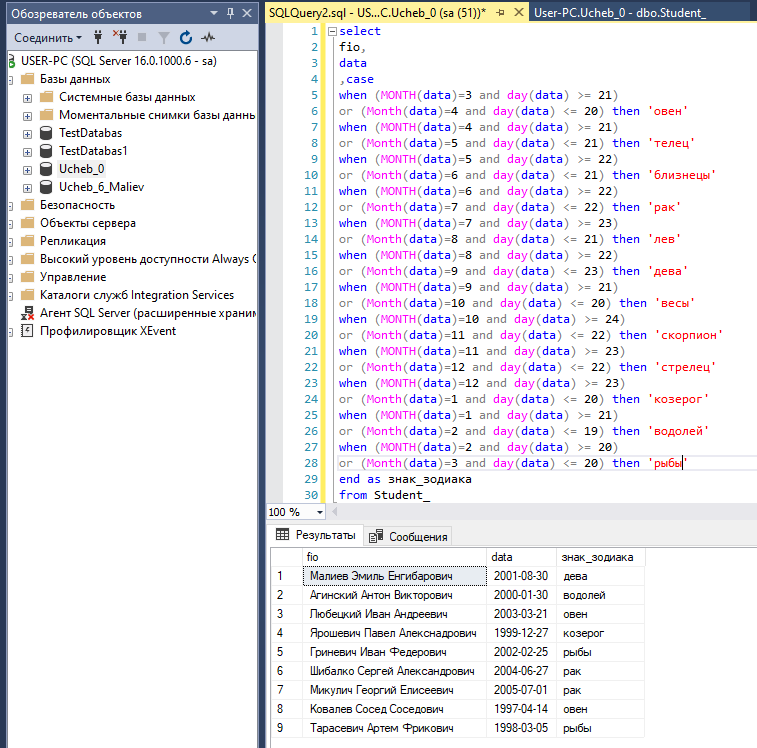 Обозреватель объектов
Соединить
USER-PC (SQL Server 16.0.1000.6 - sa)
Базы данных
Системные базы данных
Моментальные снимки базы даннь
TestDatabas
TestDatabas1
Ucheb_0
Ucheb_6_Maliev
Безопасность
Объекты сервера
Репликация
Высокий уровень доступности Always C
Управление
Каталоги служб Integration Services
Агент SQL Server (расширенные храним
Профилировщик XEvent
SQLQuery2.sql - US...C.Ucheb_0 (sa (51))* User-PC.Ucheb_0 - dbo.Student_
1 select
2 fio,
3 data
4 ,case
5 when (MONTH(data)=3 and day(data) >= 21)
6 or (Month(data)=4 and day(data) <= 20) then 'овен'
7 when (MONTH(data)=4 and day(data) >= 21)
8 or (Month(data)=5 and day(data) <= 21) then 'телец'
9 when (MONTH(data)=5 and day(data) >= 22)
10 or (Month(data)=6 and day(data) <= 21) then 'близнецы'
11 when (MONTH(data)=6 and day(data) >= 22)
12 or (Month(data)=7 and day(data) <= 22) then 'рак'
13 when (MONTH(data)=7 and day(data) >= 23)
14 or (Month(data)=8 and day(data) <= 21) then 'лев'
15 when (MONTH(data)=8 and day(data) >= 22)
16 or (Month(data)=9 and day(data) <= 23) then 'дева'
17 when (MONTH(data)=9 and day(data) >= 21)
18 or (Month(data)=10 and day(data) <= 20) then 'весы'
19 when (MONTH(data)=10 and day(data) >= 24)
20 or (Month(data)=11 and day(data) <= 22) then 'скорпион'
21 when (MONTH(data)=11 and day(data) >= 23)
22 or (Month(data)=12 and day(data) <= 22) then 'стрелец'
23 when (MONTH(data)=12 and day(data) >= 23)
24 or (Month(data)=1 and day(data) <= 20) then 'козерог'
25 when (MONTH(data)=1 and day(data) >= 21)
26 or (Month(data)=2 and day(data) <= 19) then 'водолей'
27 when (MONTH(data)=2 and day(data) >= 20)
28 or (Month(data)=3 and day(data) <= 20) then 'рыбы'
29 end as знак_зодиака
30 from Student_
100 %
Результаты Сообщения
fio data знак_зодиака
1 Малиев Эмиль Енгибарович 2001-08-30 дева
2 Агинский Антон Викторович 2000-01-30 водолей
3 Любецкий Иван Андреевич 2003-03-21 овен
4 Ярошевич Павел Алекснадрович 1999-12-27 козерог
5 Гриневич Иван Федерович 2002-02-25 рыбы
6 Шибалко Сергей Александрович 2004-06-27 рак
7 Микулич Георгий Елисеевич 2005-07-01 рак
8 Ковалев Сосед Соседович 1997-04-14 овен
9 Тарасевич Артем Фрикович 1998-03-05 рыбы